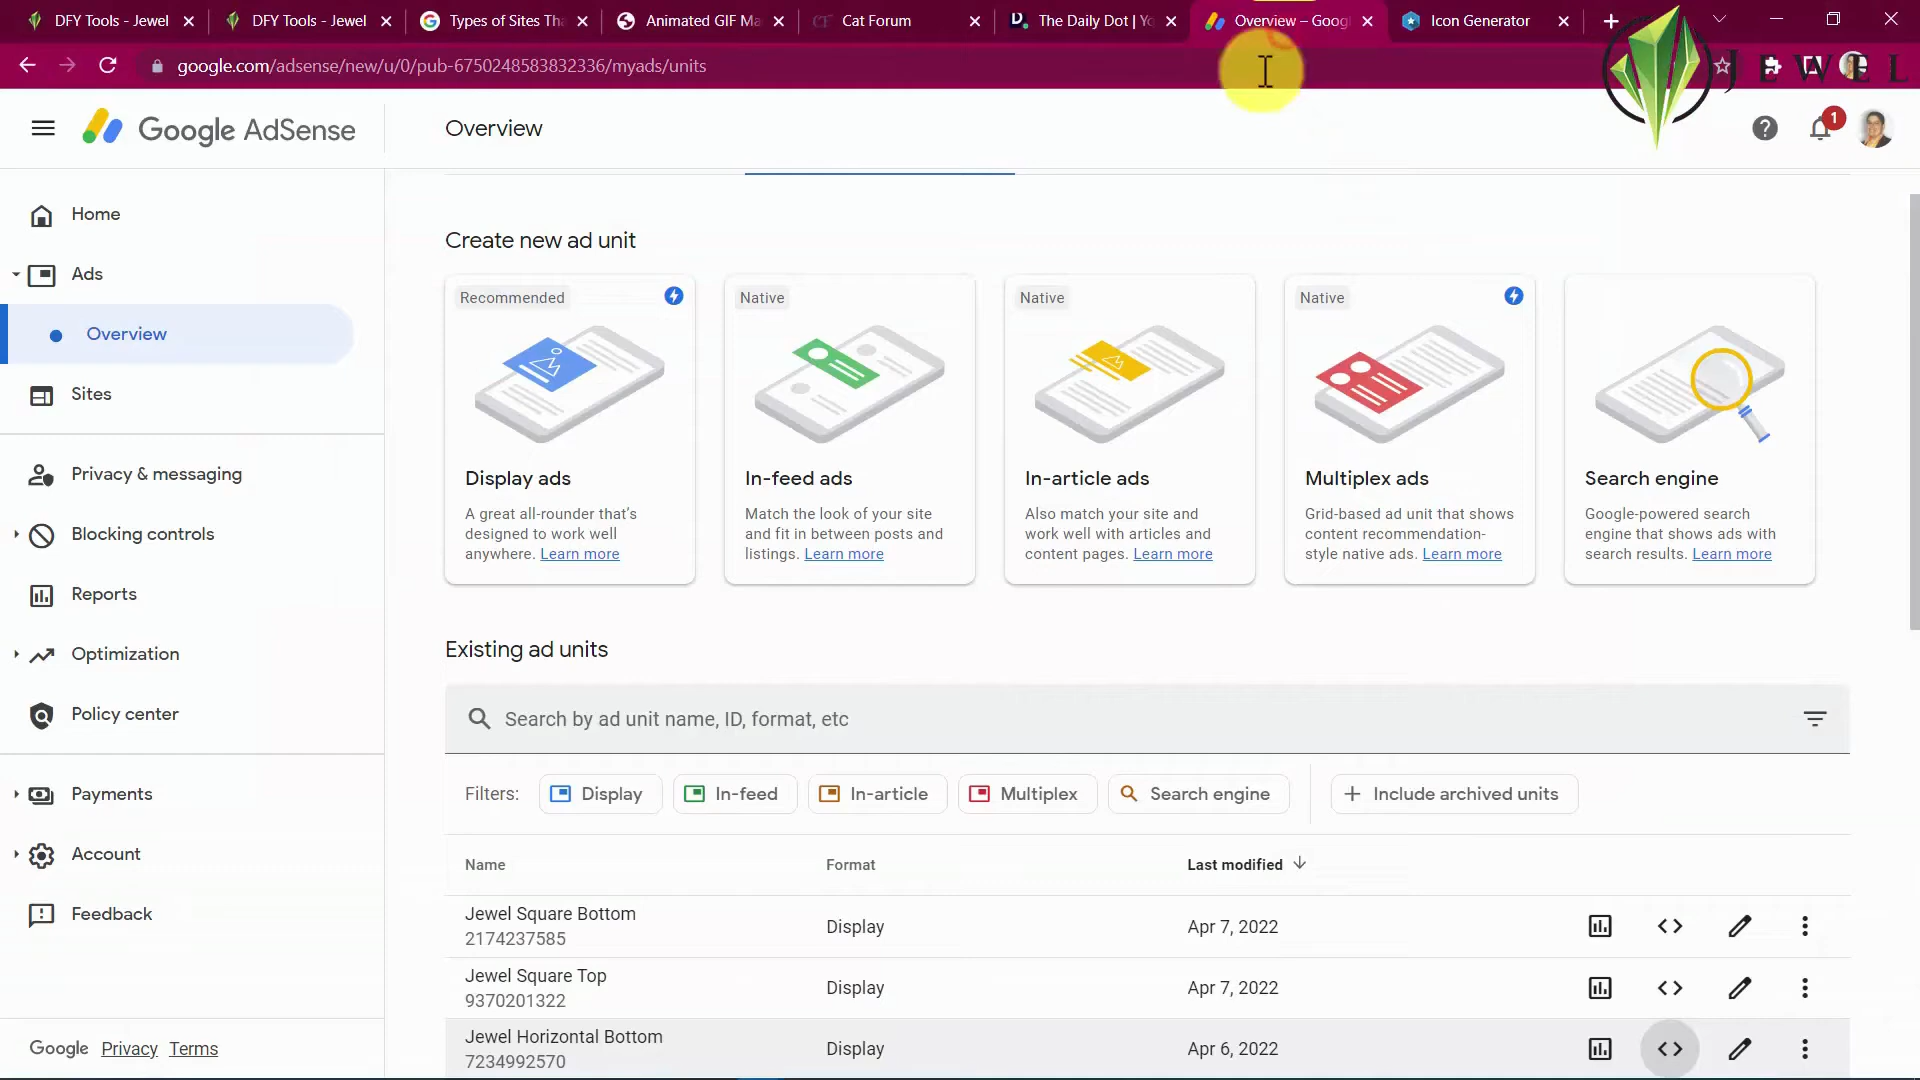 DFY Tools - Jewel
DFY Tools - Jewel
Types of Sites Tha
Animated GIF Ma
Cat Forum
The Daily Dot | Yo
Overview – Goog
Icon Generator
google.com/adsense/new/u/0/pub-6750248583832336/myads/units
JEWEL
Google AdSense
Overview
1
Home
Ads
Overview
Sites
Privacy & messaging
Blocking controls
Reports
Optimization
Policy center
Payments
Account
Feedback
Google Privacy Terms
Create new ad unit
Recommended
Display ads
A great all-rounder that's
designed to work well
anywhere. Learn more
Native
In-feed ads
Match the look of your site
and fit in between posts and
listings. Learn more
Native
In-article ads
Also match your site and
work well with articles and
content pages. Learn more
Native
Multiplex ads
Grid-based ad unit that shows
content recommendation-
style native ads. Learn more
Search engine
Google-powered search
engine that shows ads with
search results. Learn more
Existing ad units
Search by ad unit name, ID, format, etc
Filters: Display In-feed In-article Multiplex Search engine Include archived units
Name Format Last modified
Jewel Square Bottom
2174237585
Display Apr 7, 2022
Jewel Square Top
9370201322
Display Apr 7, 2022
Jewel Horizontal Bottom
7234992570
Display Apr 6, 2022